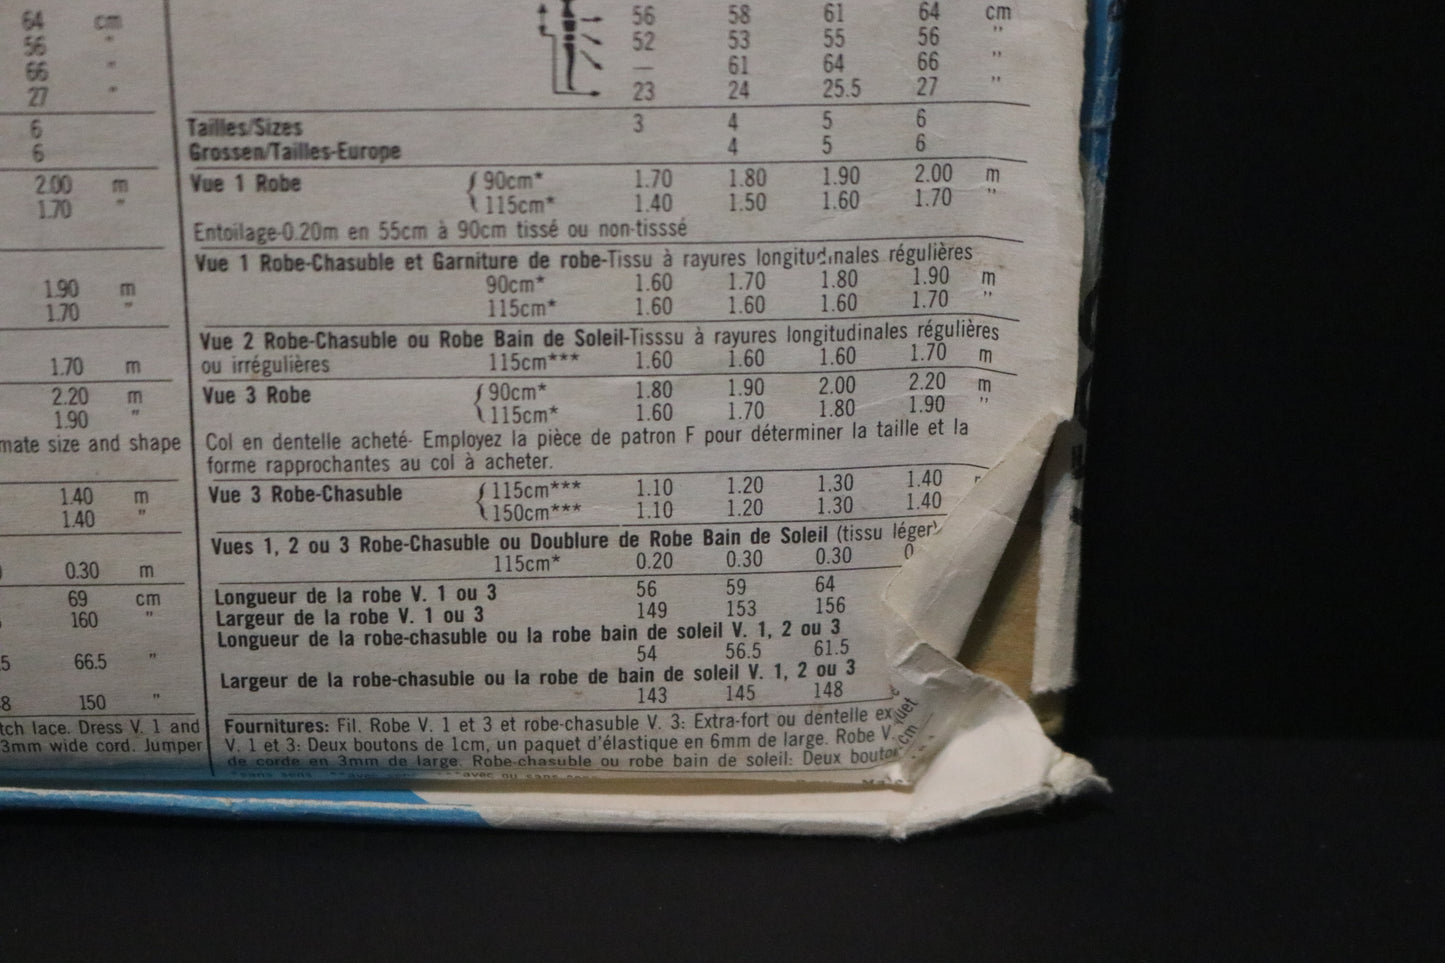 64 cm
56 "
66 "
27 "
6
6
2.00 m
1.70 "
1.90 m
1.70 "
1.70 m
2.20 m
1.90 "
mate size and shape
1.40 m
1.40 "
0.30 m
69 cm
160 "
5 66.5 "
8 150 "
tch lace. Dress V. 1 and
3mm wide cord. Jumper
56 58 61 64 cm
52 53 55 56 "
— 61 64 66 "
23 24 25.5 27 "
Tailles/Sizes 3 4 5 6
Grossen/Tailles-Europe 4 5 6
Vue 1 Robe { 90cm* 1.70 1.80 1.90 2.00 m
115cm* 1.40 1.50 1.60 1.70 "
Entoilage-0.20m en 55cm à 90cm tissé ou non-tisssé
Vue 1 Robe-Chasuble et Garniture de robe-Tissu à rayures longitudinales régulières
90cm* 1.60 1.70 1.80 1.90 m
115cm* 1.60 1.60 1.60 1.70 "
Vue 2 Robe-Chasuble ou Robe Bain de Soleil-Tisssu à rayures longitudinales régulières
ou irrégulières 115cm*** 1.60 1.60 1.60 1.70 m
Vue 3 Robe { 90cm* 1.80 1.90 2.00 2.20 m
115cm* 1.60 1.70 1.80 1.90 "
Col en dentelle acheté- Employez la pièce de patron F pour déterminer la taille et la
forme rapprochantes au col à acheter.
Vue 3 Robe-Chasuble { 115cm*** 1.10 1.20 1.30 1.40
150cm*** 1.10 1.20 1.30 1.40
Vues 1, 2 ou 3 Robe-Chasuble ou Doublure de Robe Bain de Soleil (tissu léger)
115cm* 0.20 0.30 0.30 0
Longueur de la robe V. 1 ou 3 56 59 64
Largeur de la robe V. 1 ou 3 149 153 156
Longueur de la robe-chasuble ou la robe bain de soleil V. 1, 2 ou 3
54 56.5 61.5
Largeur de la robe-chasuble ou la robe de bain de soleil V. 1, 2 ou 3
143 145 148
Fournitures: Fil. Robe V. 1 et 3 et robe-chasuble V. 3: Extra-fort ou dentelle ex
V. 1 et 3: Deux boutons de 1cm, un paquet d'élastique en 6mm de large. Robe V.
de corde en 3mm de large. Robe-chasuble ou robe bain de soleil: Deux bouto
*sans sens **avec sens ***avec ou sans sens
uet
cm